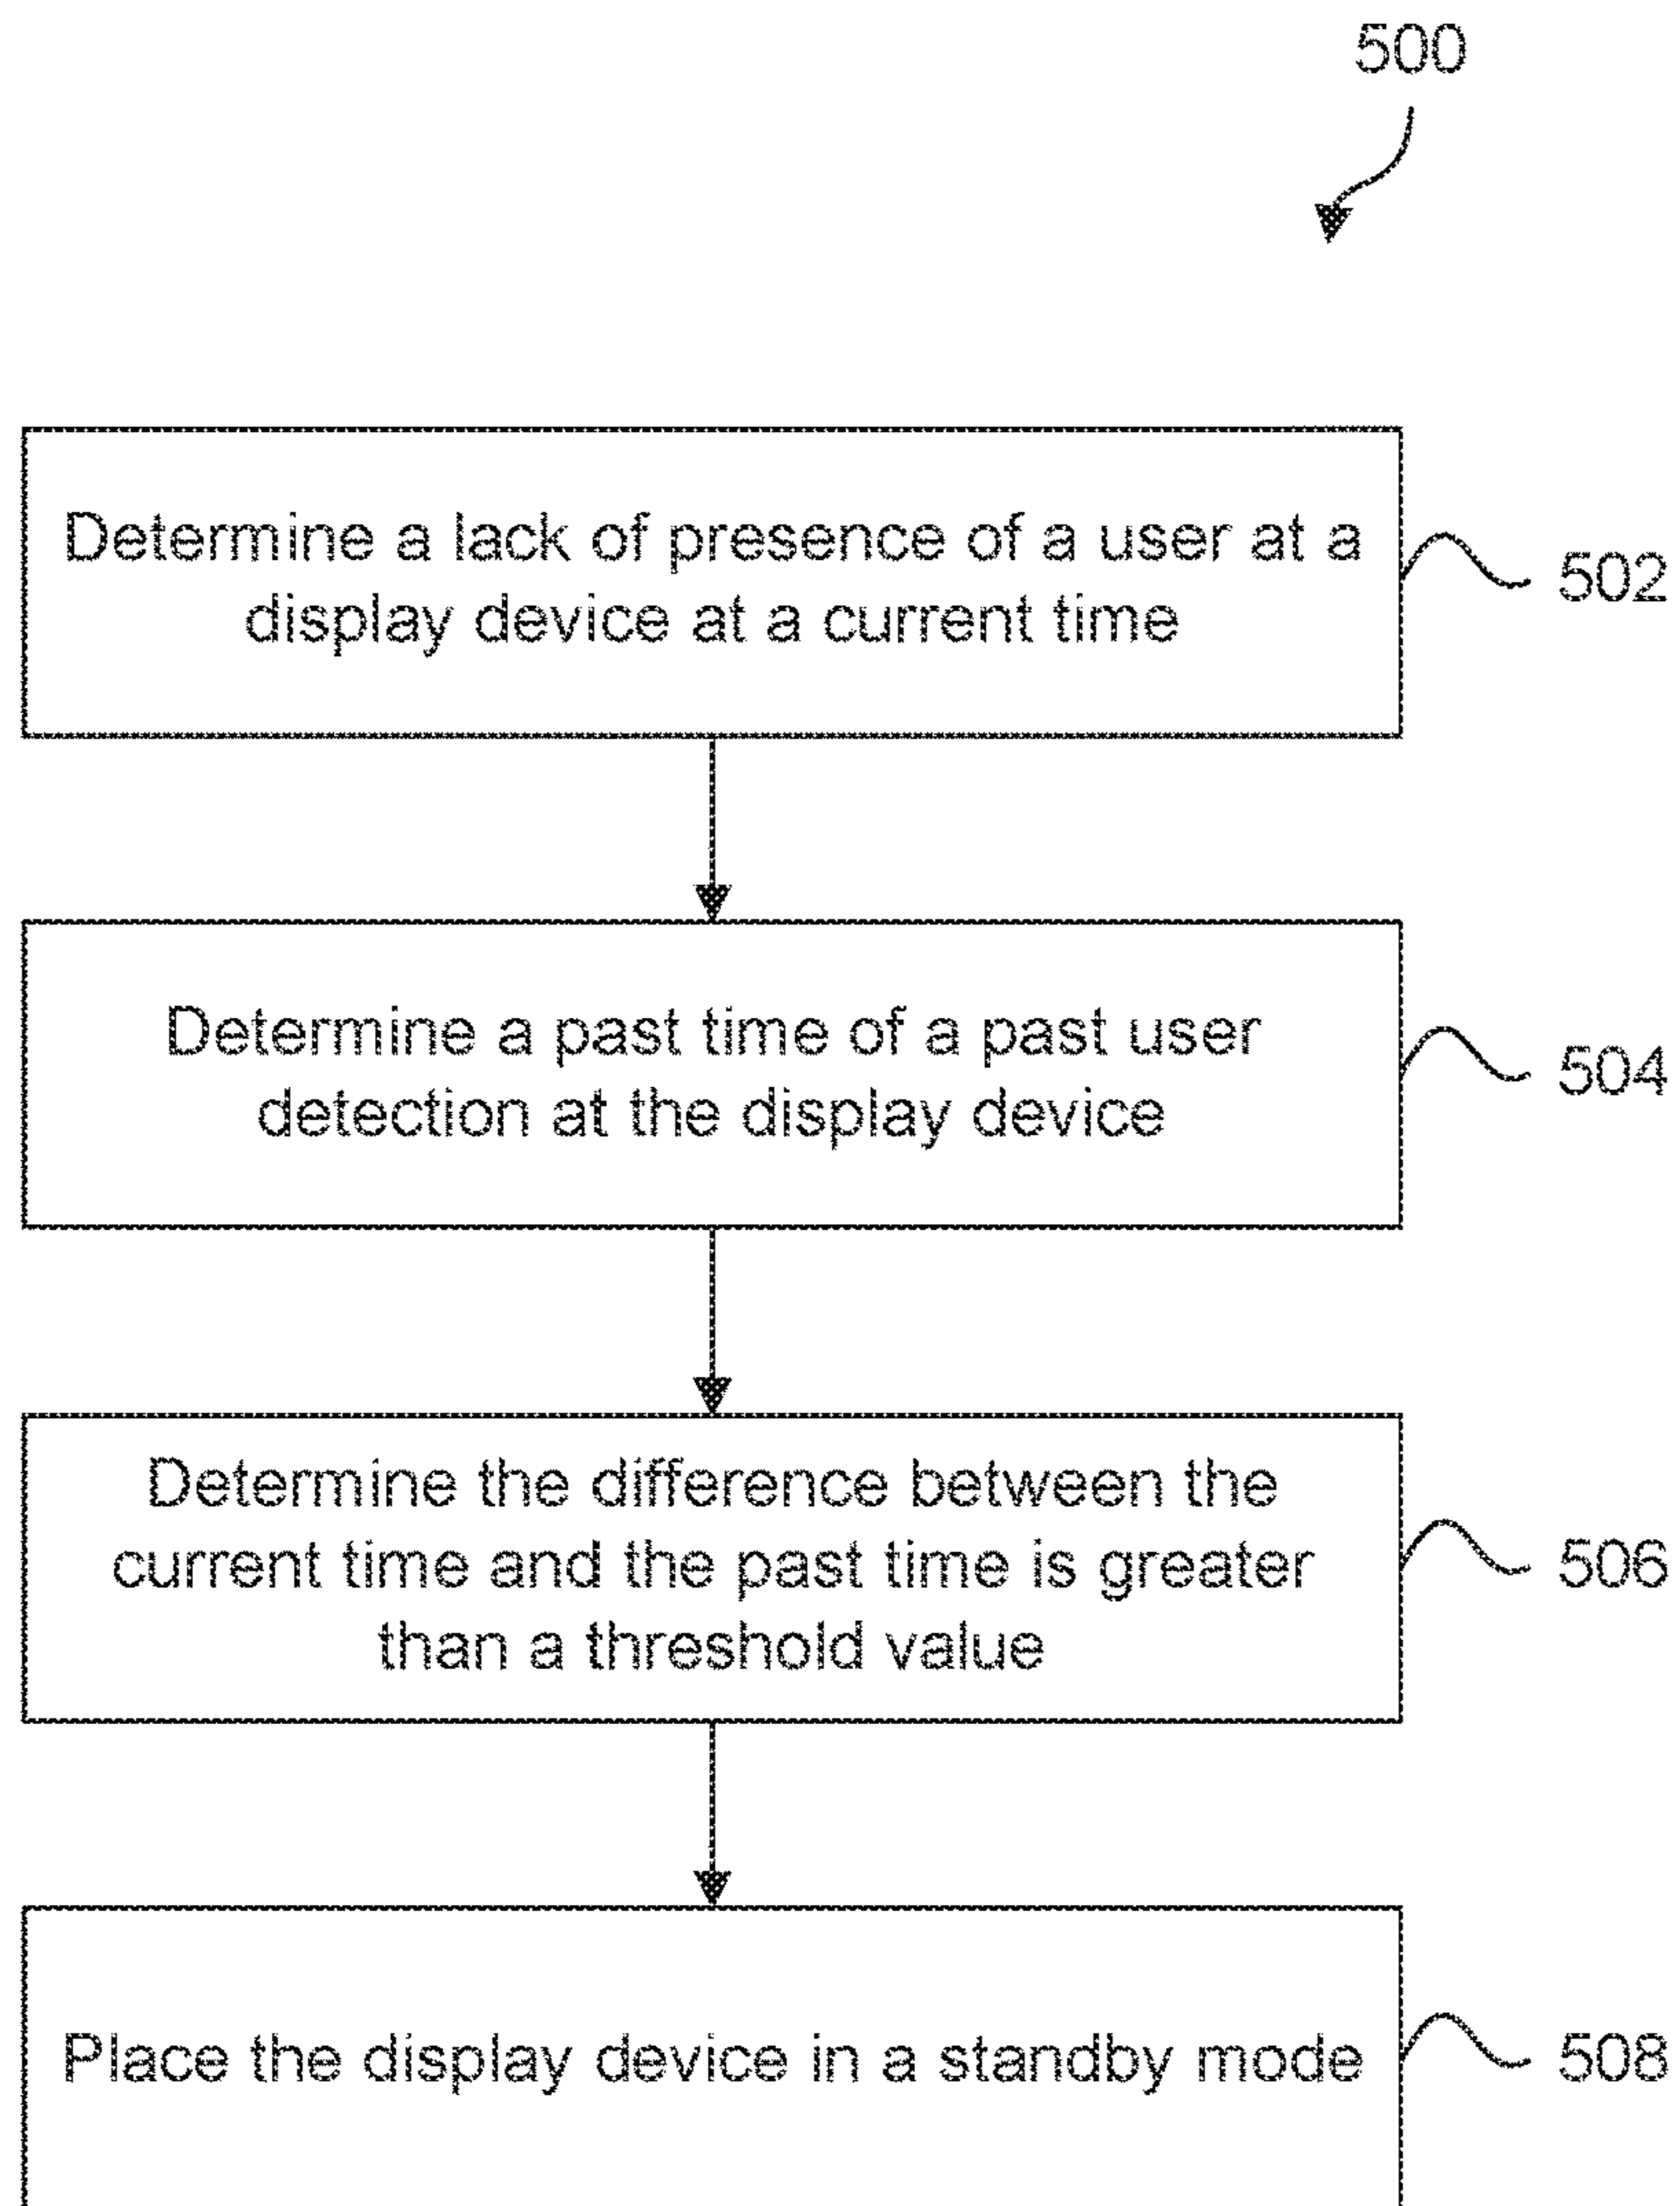 500
Determine a lack of presence of a user at a
display device at a current time
502
Determine a past time of a past user
detection at the display device
504
Determine the difference between the
current time and the past time is greater
than a threshold value
506
Place the display device in a standby mode
508